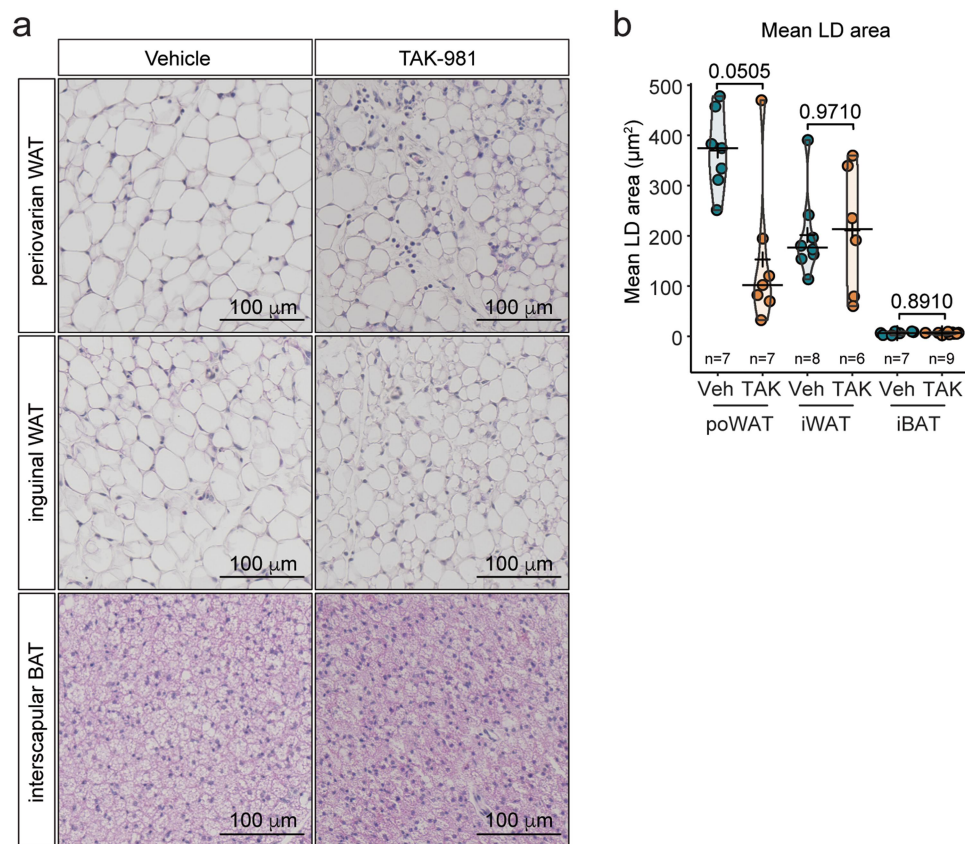 a
Vehicle
TAK-981
periovarian WAT
100 μm
100 μm
inguinal WAT
100 μm
100 μm
interscapular BAT
100 μm
100 μm
b
Mean LD area
Mean LD area (μm²)
500
400
300
200
100
0
0.0505
0.9710
0.8910
n=7 n=7 n=8 n=6 n=7 n=9
Veh TAK Veh TAK Veh TAK
poWAT iWAT iBAT